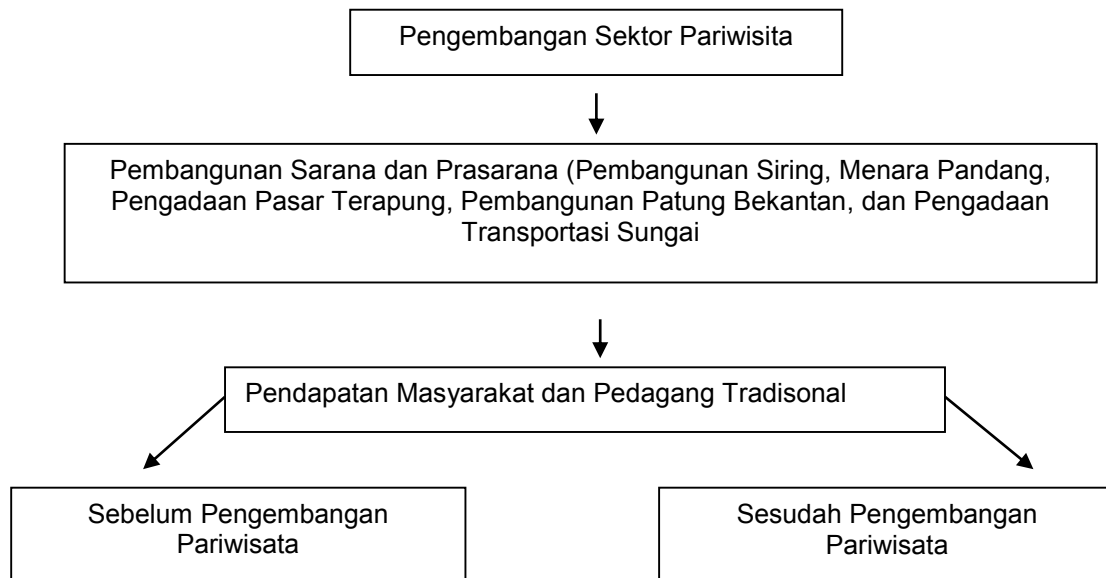 Pengembangan Sektor Pariwisita
Pembangunan Sarana dan Prasarana (Pembangunan Siring, Menara Pandang,
Pengadaan Pasar Terapung, Pembangunan Patung Bekantan, dan Pengadaan
Transportasi Sungai
Pendapatan Masyarakat dan Pedagang Tradisonal
Sebelum Pengembangan
Pariwisata
Sesudah Pengembangan
Pariwisata